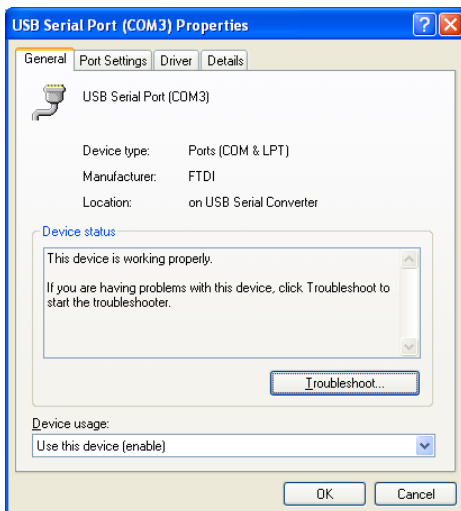 USB Serial Port (COM3) Properties
General Port Settings Driver Details
USB Serial Port (COM3)
Device type: Ports (COM & LPT)
Manufacturer: FTDI
Location: on USB Serial Converter
Device status
This device is working properly.
If you are having problems with this device, click Troubleshoot to
start the troubleshooter.
Troubleshoot...
Device usage:
Use this device (enable)
OK Cancel